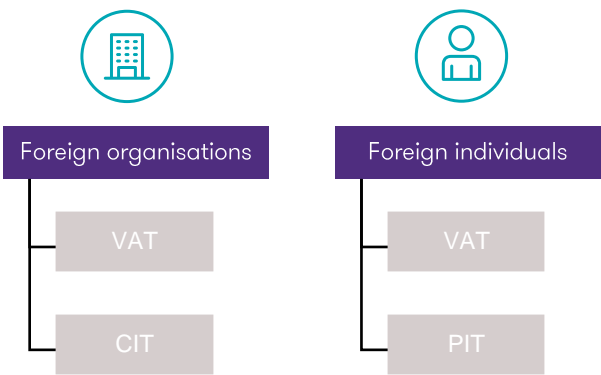 Foreign organisations
VAT
CIT
Foreign individuals
VAT
PIT